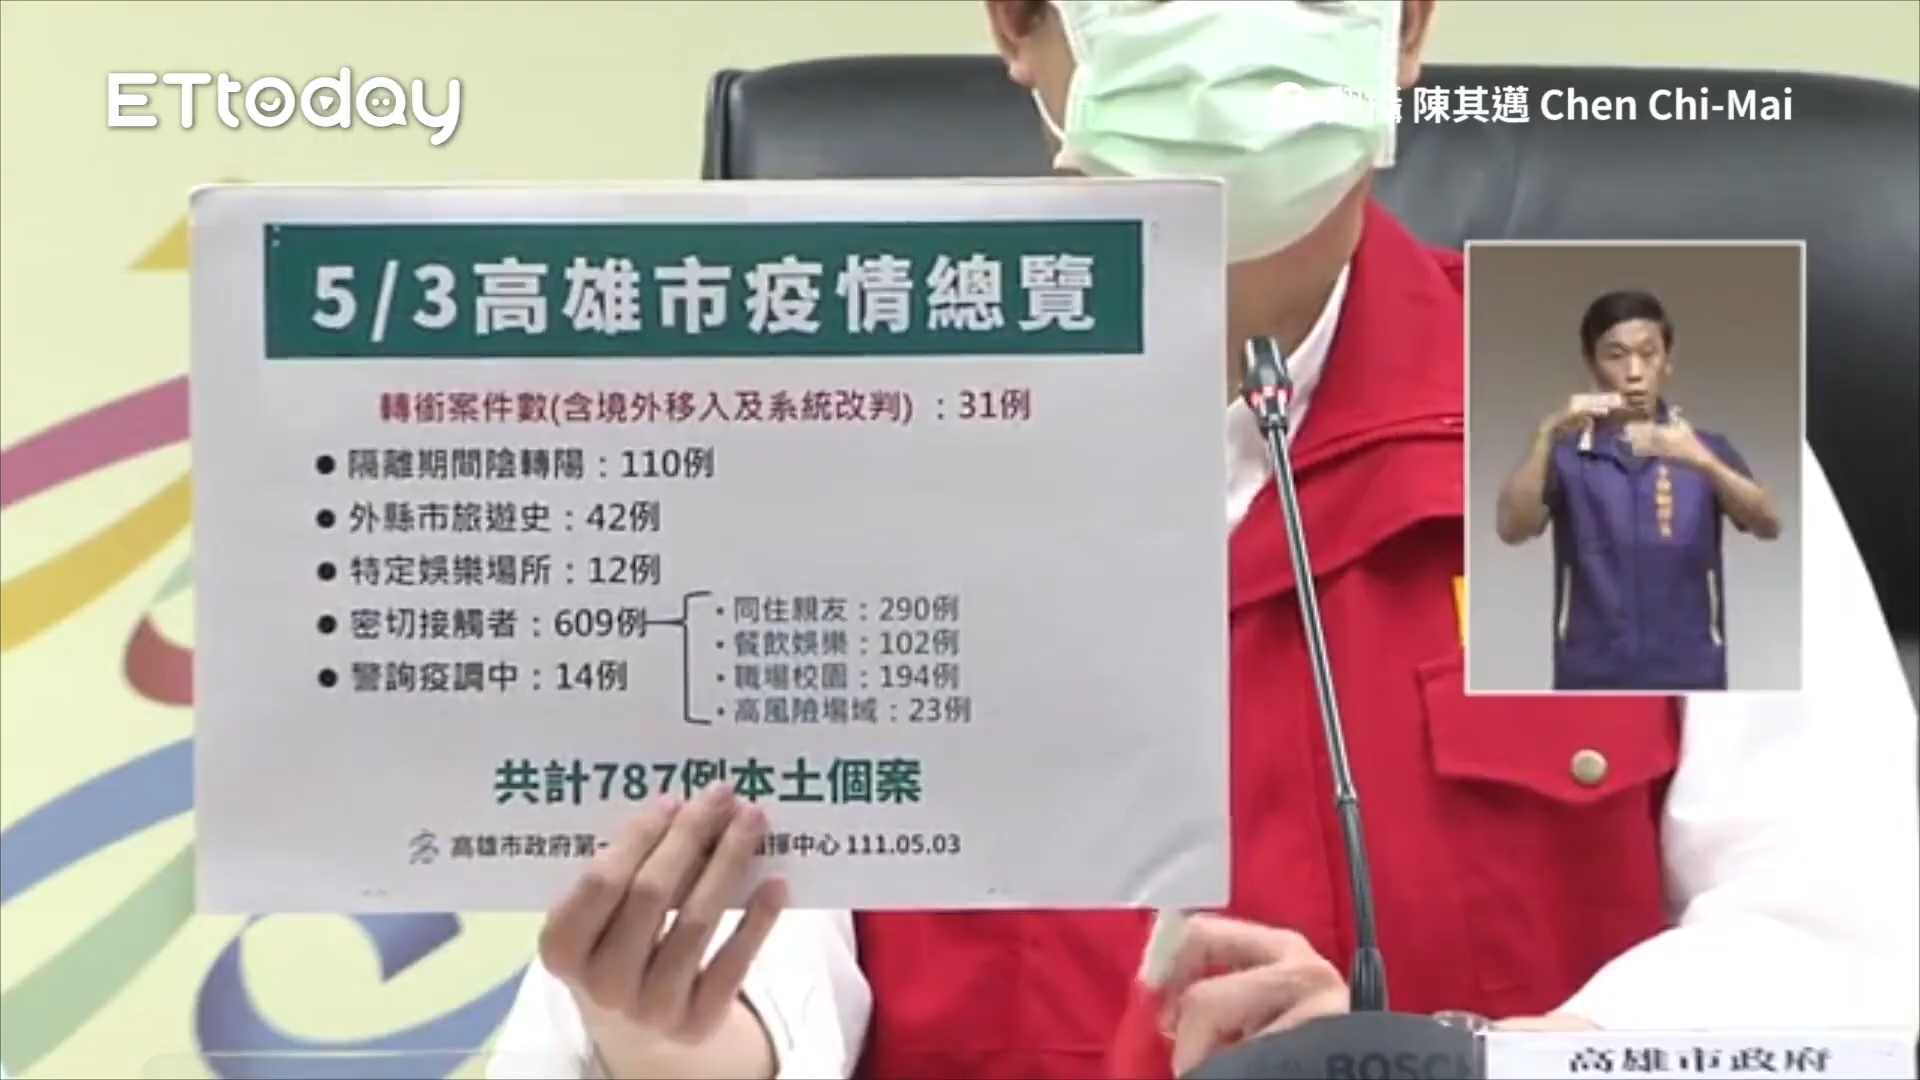 ETtoday
陳其邁 Chen Chi-Mai
5/3高雄市疫情總覽
轉銜案件數(含境外移入及系統改判) : 31例
● 隔離期間陰轉陽 : 110例
● 外縣市旅遊史 : 42例
● 特定娛樂場所 : 12例
● 密切接觸者 : 609例
· 同住親友 : 290例
· 餐飲娛樂 : 102例
· 職場校園 : 194例
· 高風險場域 : 23例
● 警詢疫調中 : 14例
共計787例本土個案
高雄市政府第一 指揮中心 111.05.03
BOSCH
高雄市政府